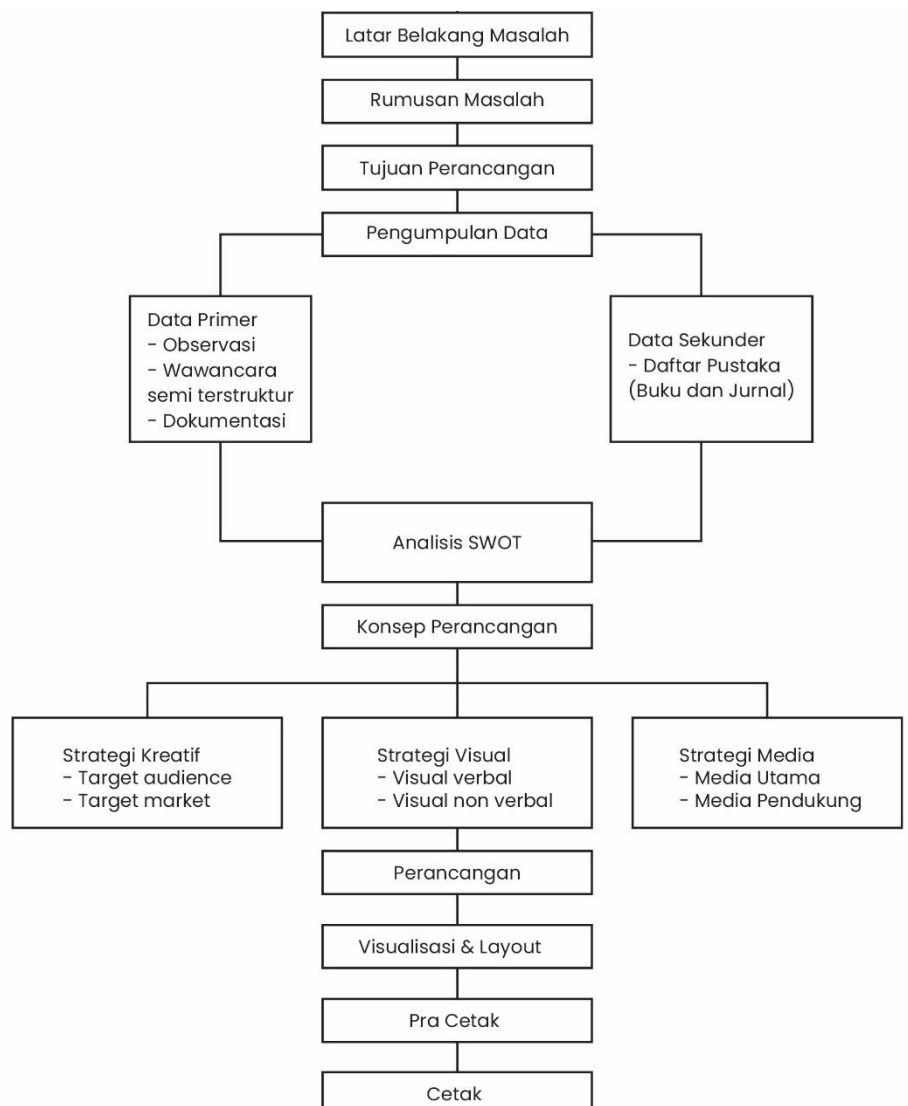 Latar Belakang Masalah
Rumusan Masalah
Tujuan Perancangan
Pengumpulan Data
Data Primer
- Observasi
- Wawancara
semi terstruktur
- Dokumentasi
Data Sekunder
- Daftar Pustaka
(Buku dan Jurnal)
Analisis SWOT
Konsep Perancangan
Strategi Kreatif
- Target audience
- Target market
Strategi Visual
- Visual verbal
- Visual non verbal
Strategi Media
- Media Utama
- Media Pendukung
Perancangan
Visualisasi & Layout
Pra Cetak
Cetak